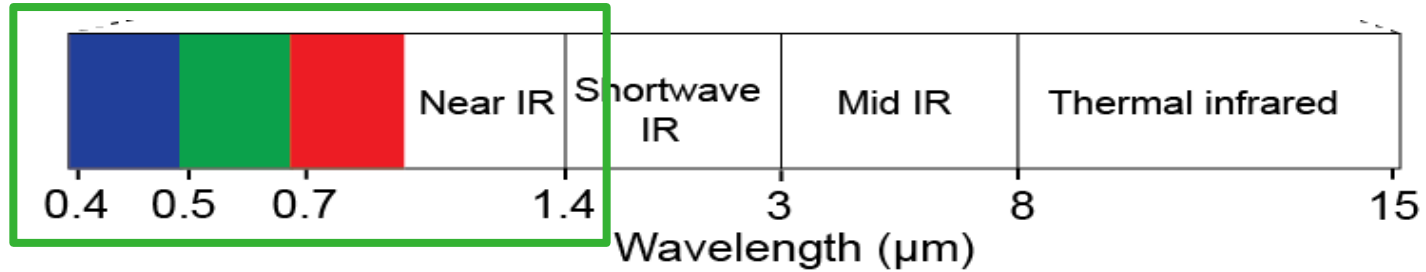 Near IR
Shortwave
IR
Mid IR
Thermal infrared
0.4 0.5 0.7 1.4 3 8 15
Wavelength (µm)